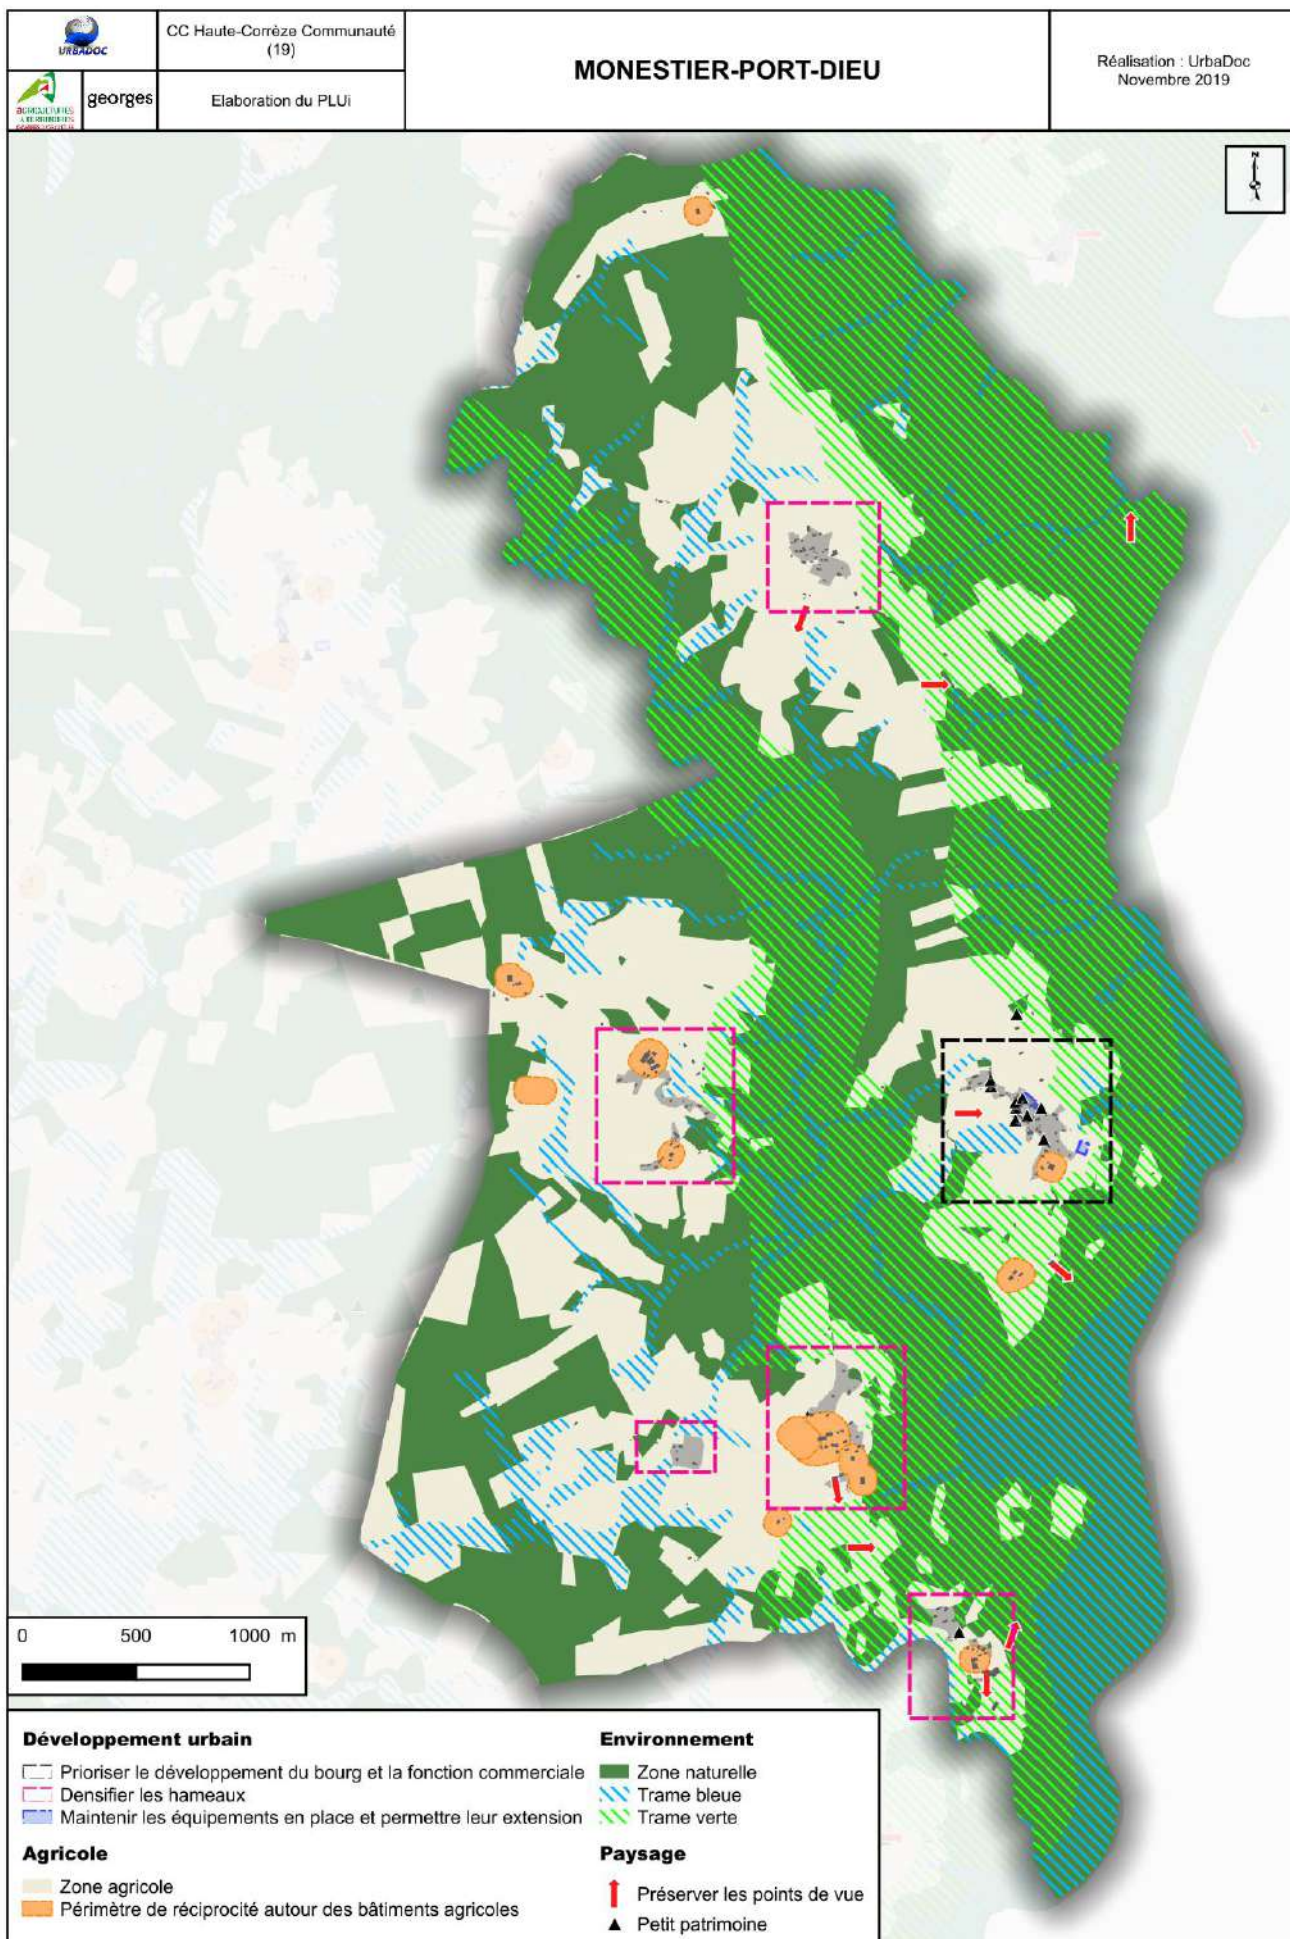 URBADOC
CC Haute-Corrèze Communauté
(19)
MONESTIER-PORT-DIEU
Réalisation : UrbaDoc
Novembre 2019
AGRICULTURES
& TERRITOIRES
georges
Elaboration du PLUi
N
0 500 1000 m
Développement urbain
Prioriser le développement du bourg et la fonction commerciale
Densifier les hameaux
Maintenir les équipements en place et permettre leur extension
Agricole
Zone agricole
Périmètre de réciprocité autour des bâtiments agricoles
Environnement
Zone naturelle
Trame bleue
Trame verte
Paysage
Préserver les points de vue
Petit patrimoine